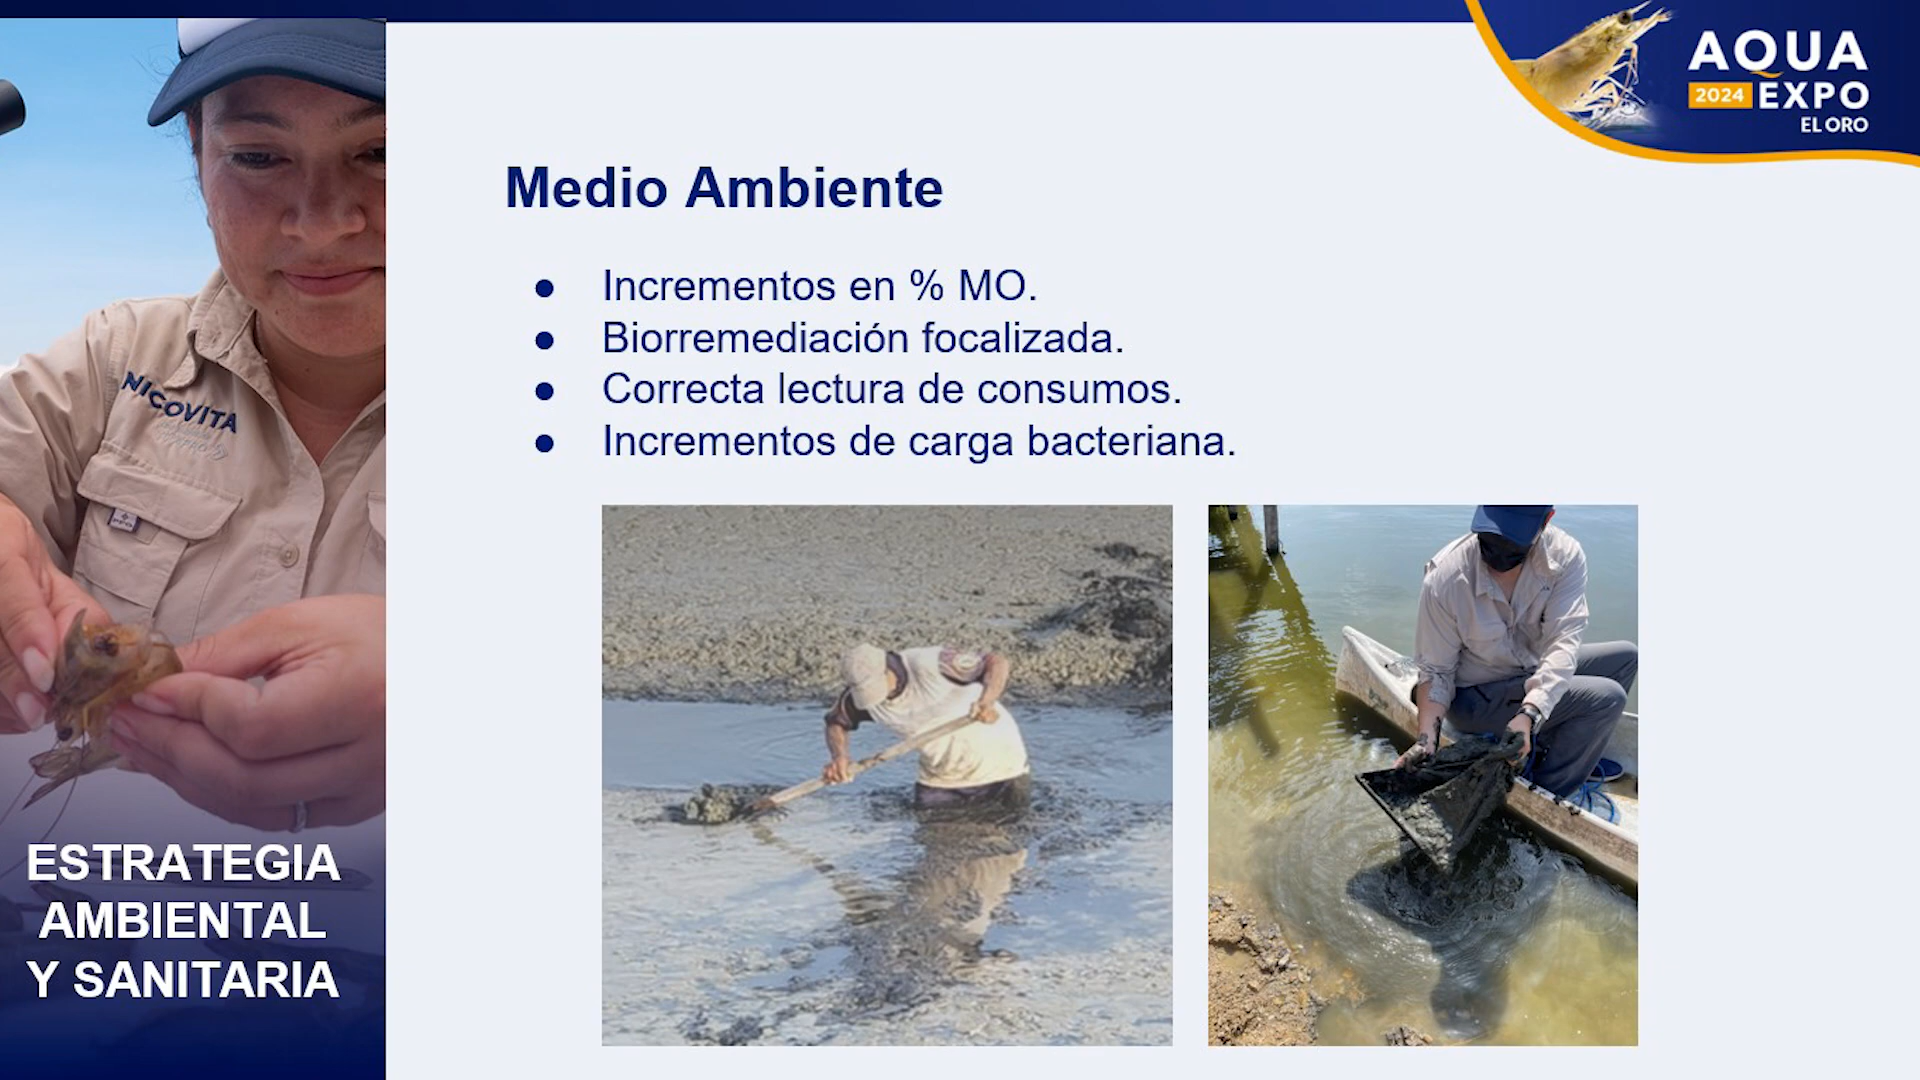 AQUA
2024 EXPO
EL ORO
Medio Ambiente
● Incrementos en % MO.
● Biorremediación focalizada.
● Correcta lectura de consumos.
● Incrementos de carga bacteriana.
NICOVITA
ESTRATEGIA
AMBIENTAL
Y SANITARIA